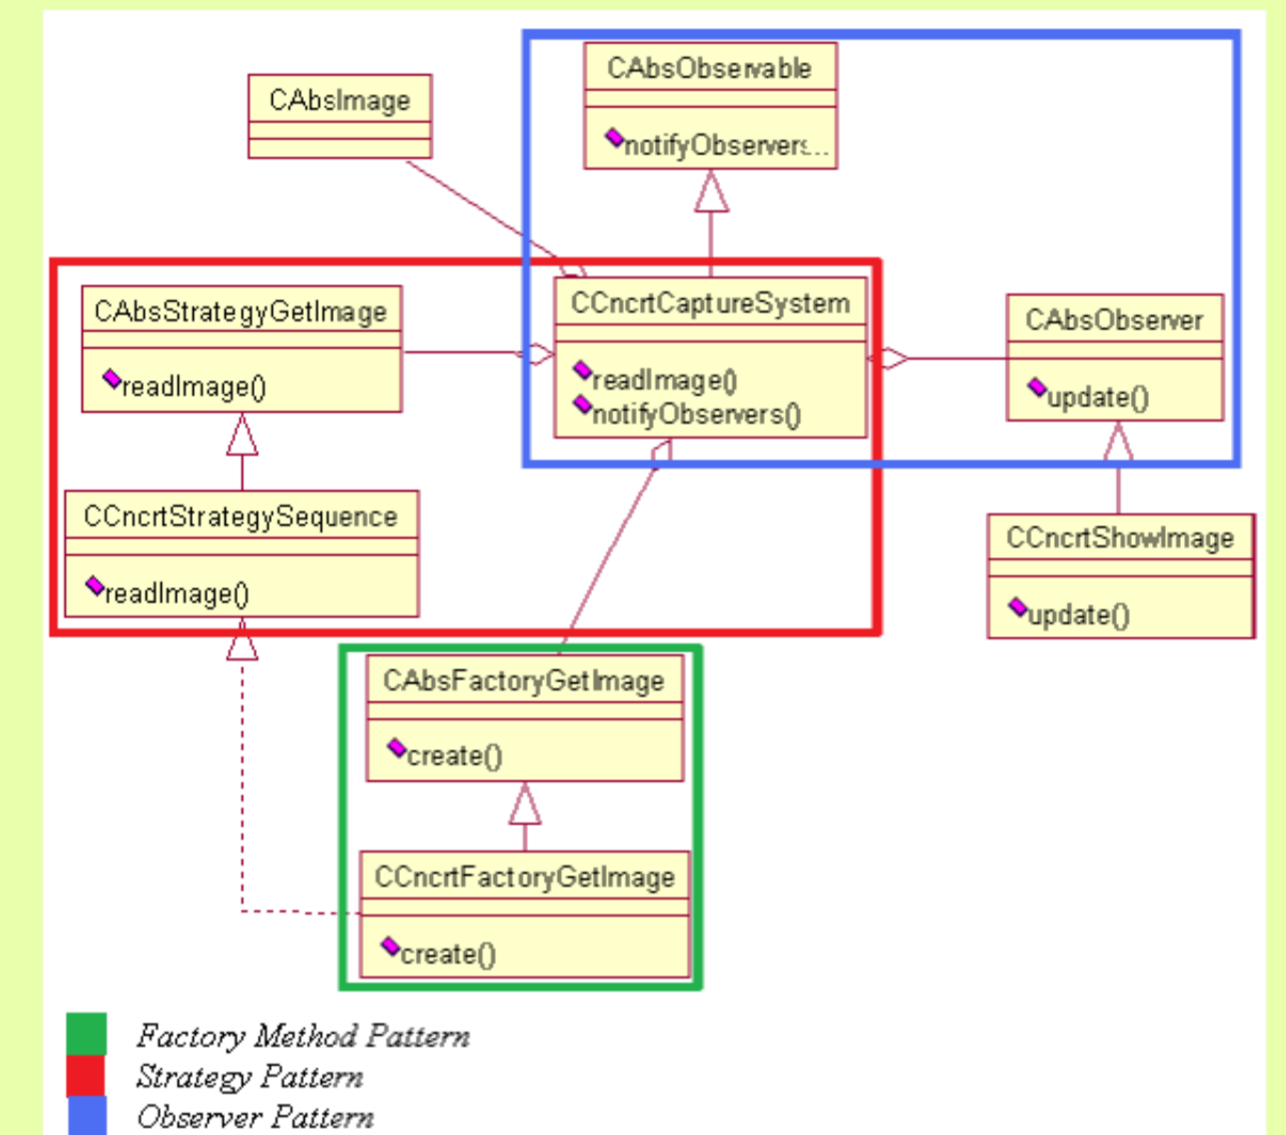 CAbsObservable
notifyObservers...
CAbsImage
CAbsStrategyGetImage
readImage()
CCncrtCaptureSystem
readImage()
notifyObservers()
CAbsObserver
update()
CCncrtStrategySequence
readImage()
CCncrtShowImage
update()
CAbsFactoryGetImage
create()
CCncrtFactoryGetImage
create()
Factory Method Pattern
Strategy Pattern
Observer Pattern